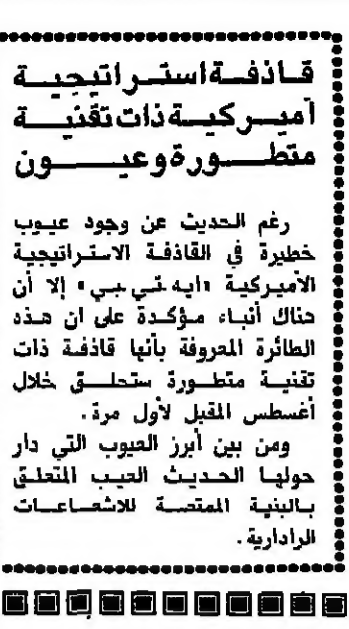 قاذفة استراتيجية
أميركية ذات تقنية
متطورة وعيون
رغم الحديث عن وجود عيوب
خطيرة في القاذفة الاستراتيجية
الأميركية «ايه تي بي» إلا أن
هناك أنباء مؤكدة على ان هذه
الطائرة المعروفة بأنها قاذفة ذات
تقنية متطورة ستحلق خلال
أغسطس المقبل لأول مرة .
ومن بين أبرز العيوب التي دار
حولها الحديث العيب المتعلق
بالبنية الممتصة للاشعاعات
الرادارية .